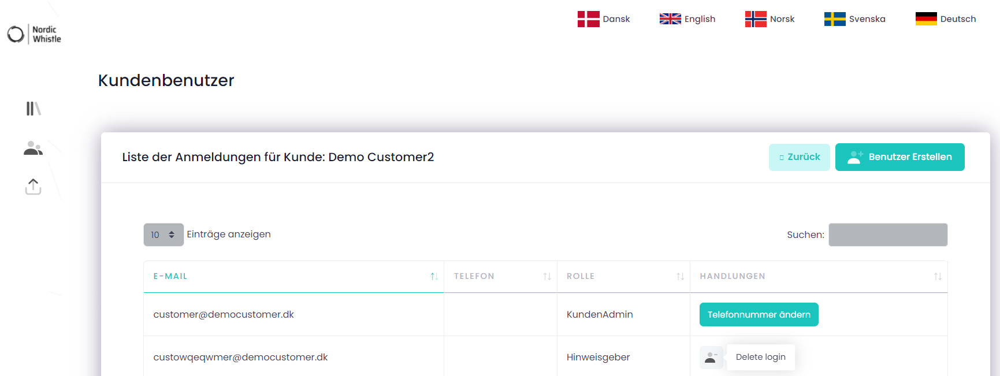 Nordic
Whistle
Dansk English Norsk Svenska Deutsch
Kundenbenutzer
Liste der Anmeldungen für Kunde: Demo Customer2
Zurück Benutzer Erstellen
10 Einträge anzeigen Suchen:
E-MAIL TELEFON ROLLE HANDLUNGEN
customer@democustomer.dk KundenAdmin Telefonnummer ändern
custowqeqwmer@democustomer.dk Hinweisgeber Delete login